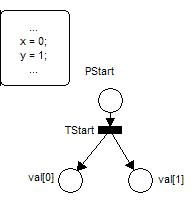 ...
x = 0;
y = 1;
...
PStart
TStart
val[0]
val[1]